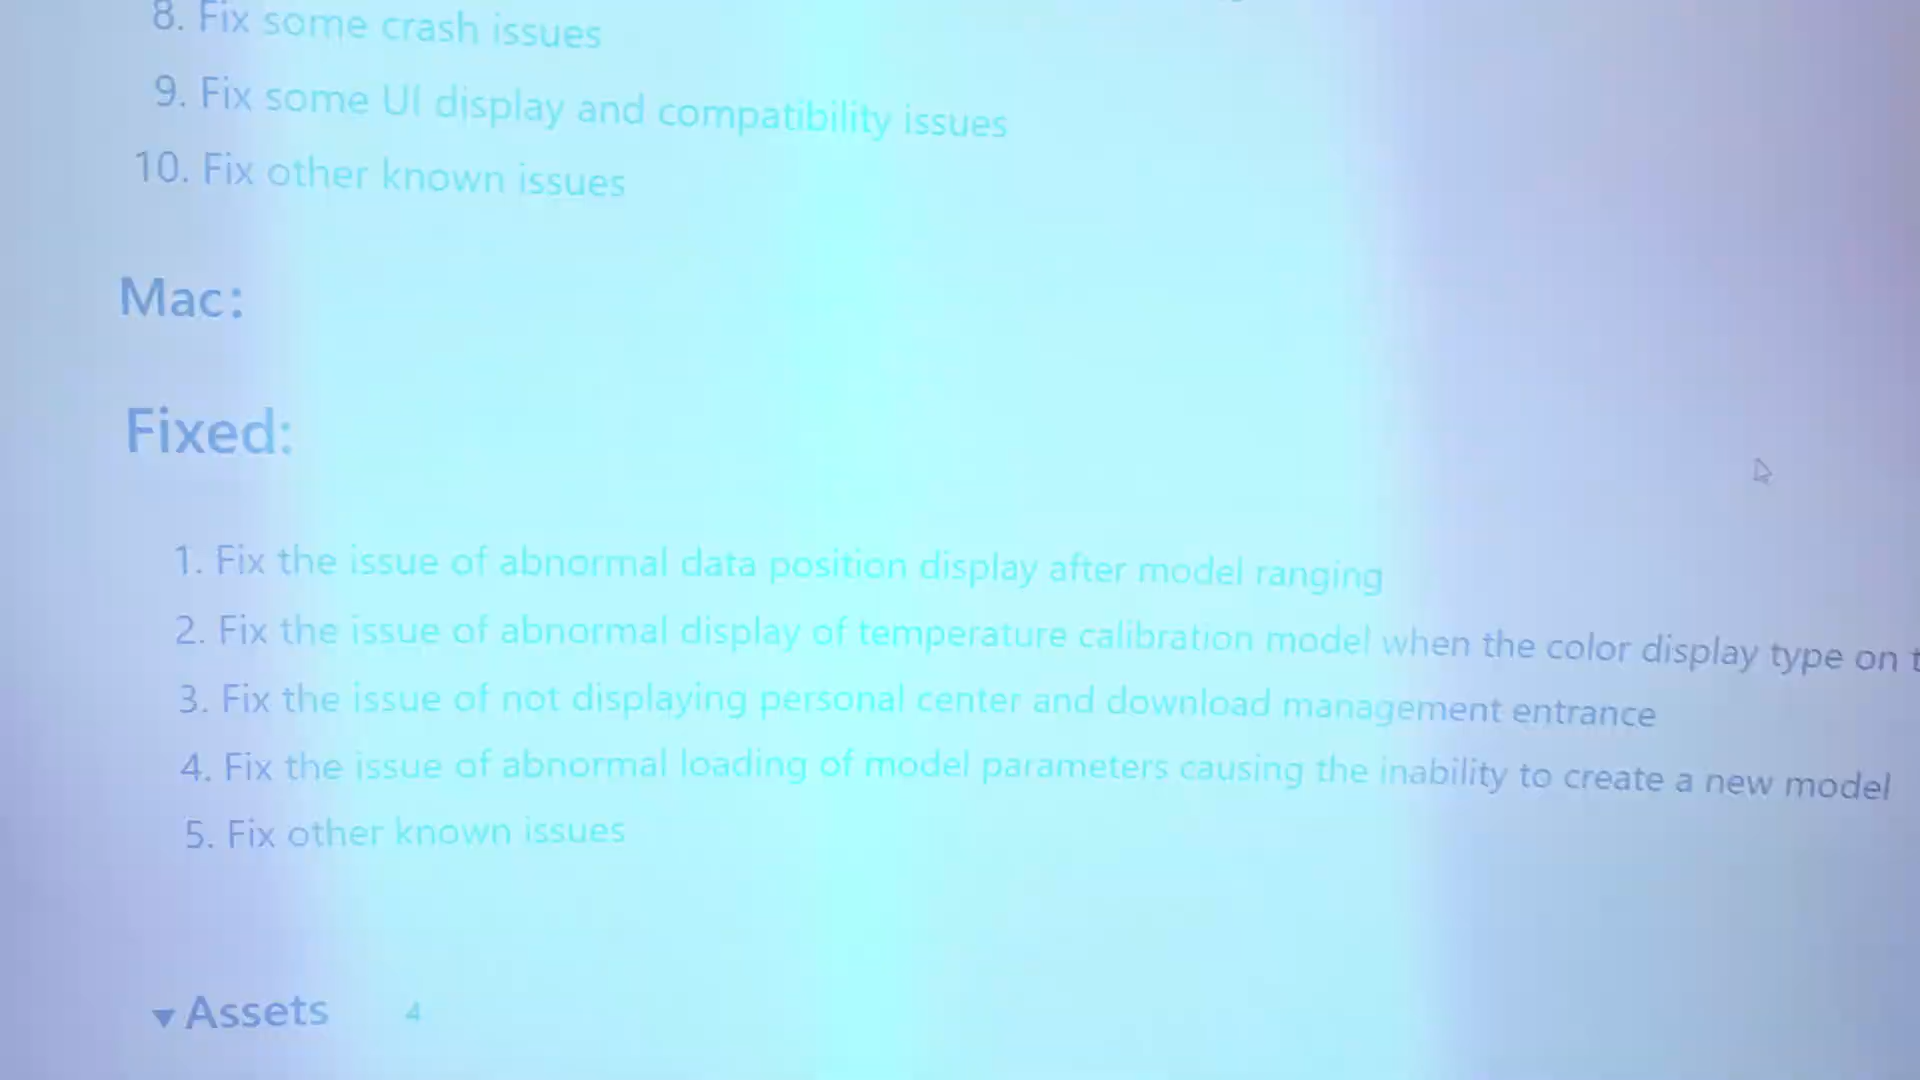 8. Fix some crash issues
9. Fix some UI display and compatibility issues
10. Fix other known issues
Mac:
Fixed:
1. Fix the issue of abnormal data position display after model ranging
2. Fix the issue of abnormal display of temperature calibration model when the color display type on
3. Fix the issue of not displaying personal center and download management entrance
4. Fix the issue of abnormal loading of model parameters causing the inability to create a new model
5. Fix other known issues
▼ Assets 4